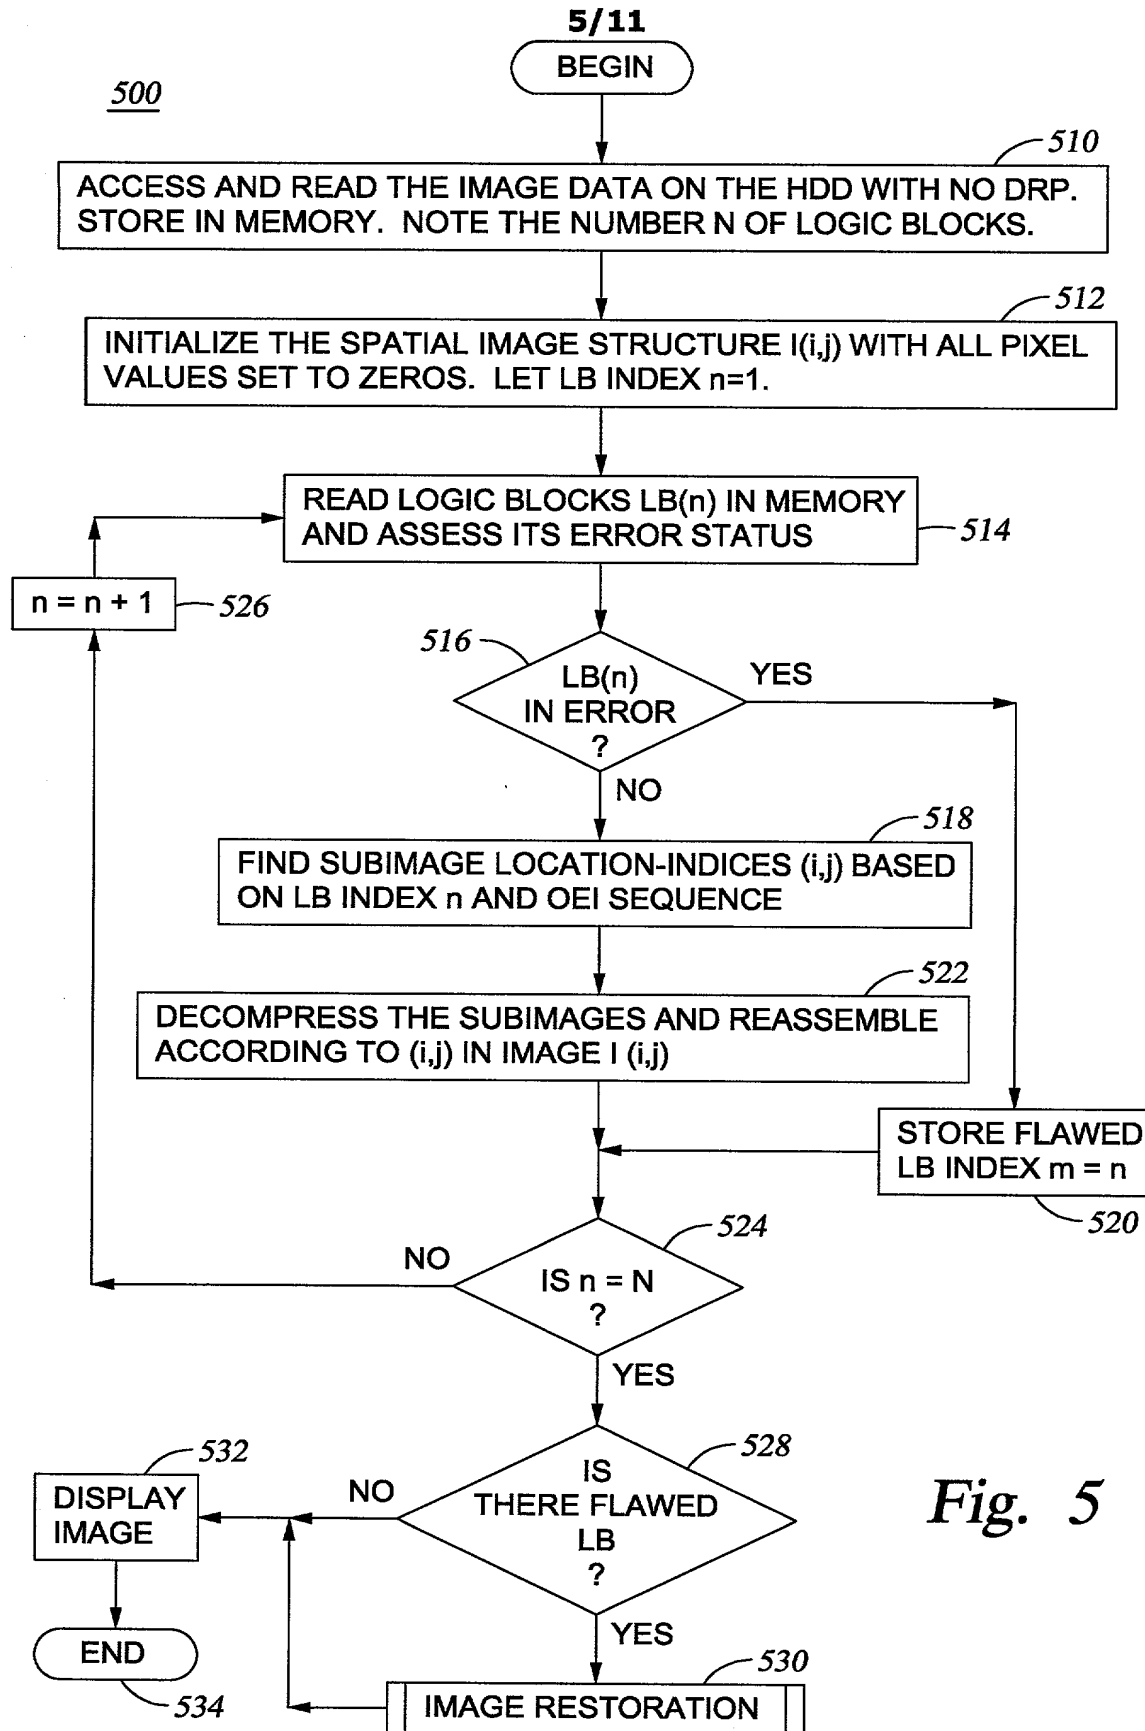 5/11
BEGIN
500
510
ACCESS AND READ THE IMAGE DATA ON THE HDD WITH NO DRP.
STORE IN MEMORY. NOTE THE NUMBER N OF LOGIC BLOCKS.
512
INITIALIZE THE SPATIAL IMAGE STRUCTURE I(i,j) WITH ALL PIXEL
VALUES SET TO ZEROS. LET LB INDEX n=1.
READ LOGIC BLOCKS LB(n) IN MEMORY
AND ASSESS ITS ERROR STATUS
514
n = n + 1
526
516
LB(n)
IN ERROR
?
YES
NO
518
FIND SUBIMAGE LOCATION-INDICES (i,j) BASED
ON LB INDEX n AND OEI SEQUENCE
522
DECOMPRESS THE SUBIMAGES AND REASSEMBLE
ACCORDING TO (i,j) IN IMAGE I (i,j)
STORE FLAWED
LB INDEX m = n
520
524
NO
IS n = N
?
YES
528
IS
THERE FLAWED
LB
?
NO
532
DISPLAY
IMAGE
Fig. 5
YES
END
534
530
IMAGE RESTORATION